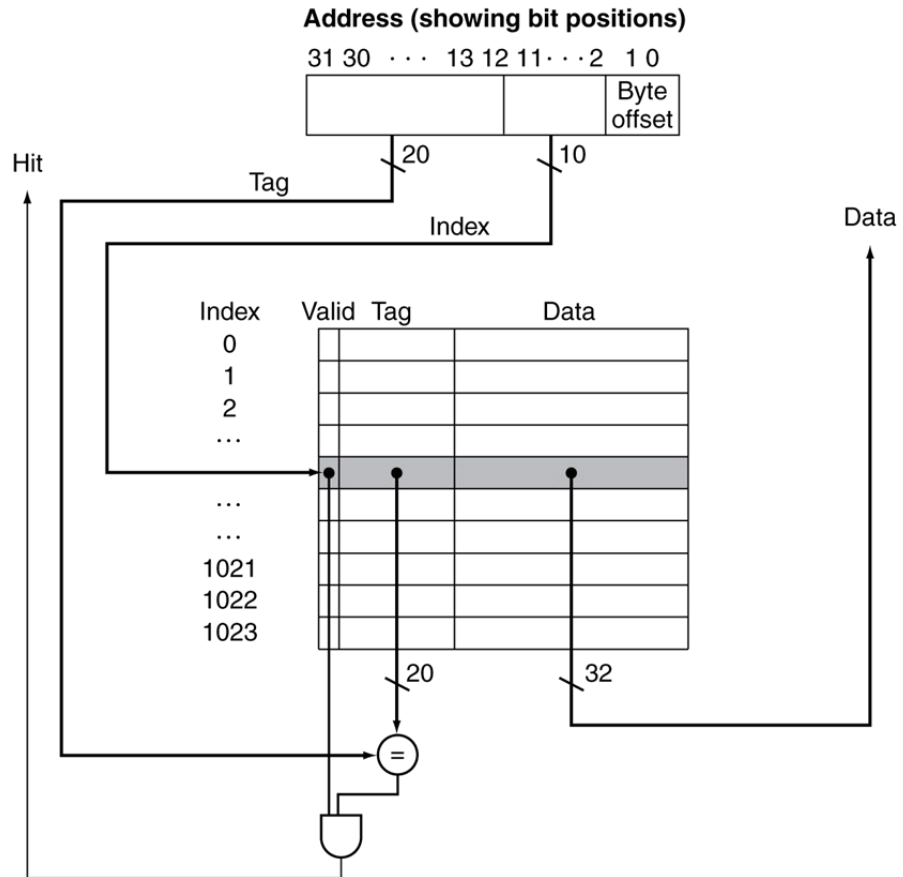 Address (showing bit positions)
31 30 · · · 13 12 11 · · · 2 1 0
Byte
offset
20
10
Hit
Tag
Index
Data
Index Valid Tag Data
0
1
2
...
...
...
1021
1022
1023
20
32
=